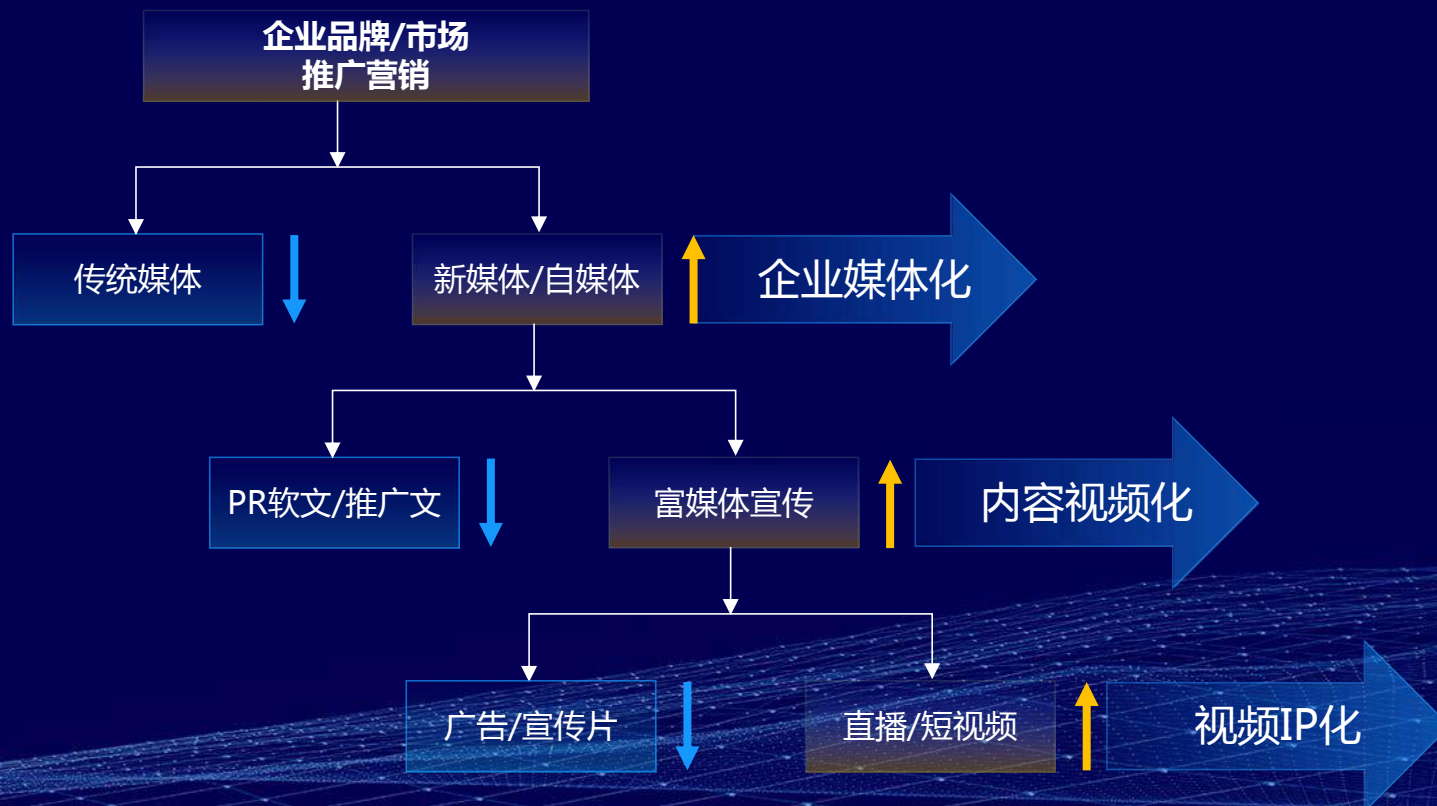 企业品牌/市场
推广营销
传统媒体
新媒体/自媒体
企业媒体化
PR软文/推广文
富媒体宣传
内容视频化
广告/宣传片
直播/短视频
视频IP化